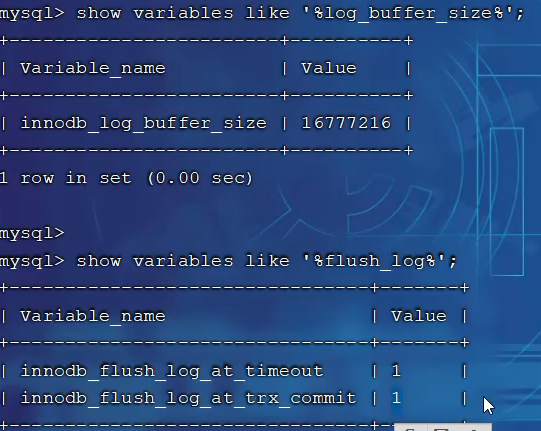 mysql> show variables like '%log_buffer_size%';
+-------------------------+----------+
| Variable_name           | Value    |
+-------------------------+----------+
| innodb_log_buffer_size | 16777216 |
+-------------------------+----------+
1 row in set (0.00 sec)
mysql>
mysql> show variables like '%flush_log%';
+--------------------------------+-------+
| Variable_name                  | Value |
+--------------------------------+-------+
| innodb_flush_log_at_timeout    | 1     |
| innodb_flush_log_at_trx_commit | 1     |
+--------------------------------+-------+